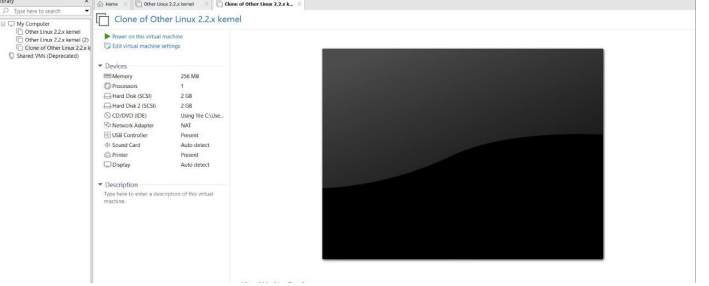 Library
Home
Other Linux 2.2.x kernel
Clone of Other Linux 2.2.x k...
Type here to search
My Computer
Other Linux 2.2.x kernel
Other Linux 2.2.x kernel (2)
Clone of Other Linux 2.2.x k
Shared VMs (Deprecated)
Clone of Other Linux 2.2.x kernel
Power on this virtual machine
Edit virtual machine settings
Devices
Memory 256 MB
Processors 1
Hard Disk (SCSI) 2 GB
Hard Disk 2 (SCSI) 2 GB
CD/DVD (IDE) Using file C:\Use...
Network Adapter NAT
USB Controller Present
Sound Card Auto detect
Printer Present
Display Auto detect
Description
Type here to enter a description of this virtual
machine.